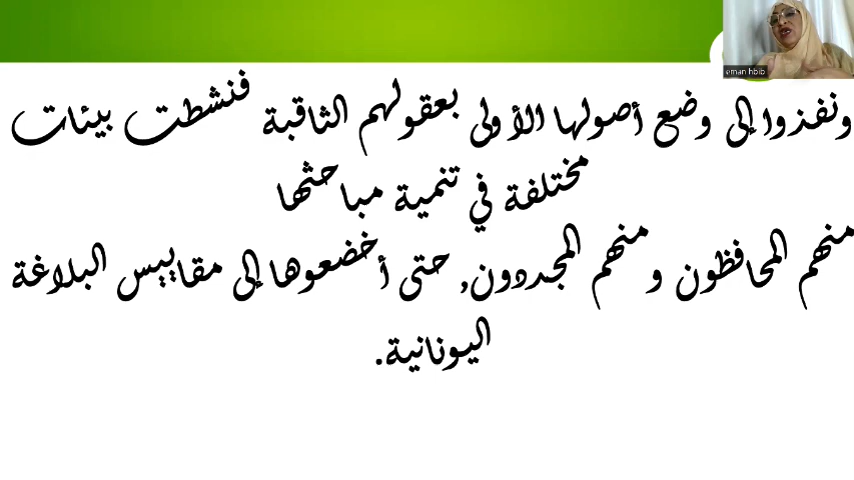 eman hbib
ونفذوا إلى وضع أصولها الأولى بعقولهم الثاقبة فنشطت بيئات
مختلفة في تنمية مباحثها
منهم المحافظون ومنهم المجددون, حتى أخضعوها إلى مقاييس البلاغة
اليونانية.